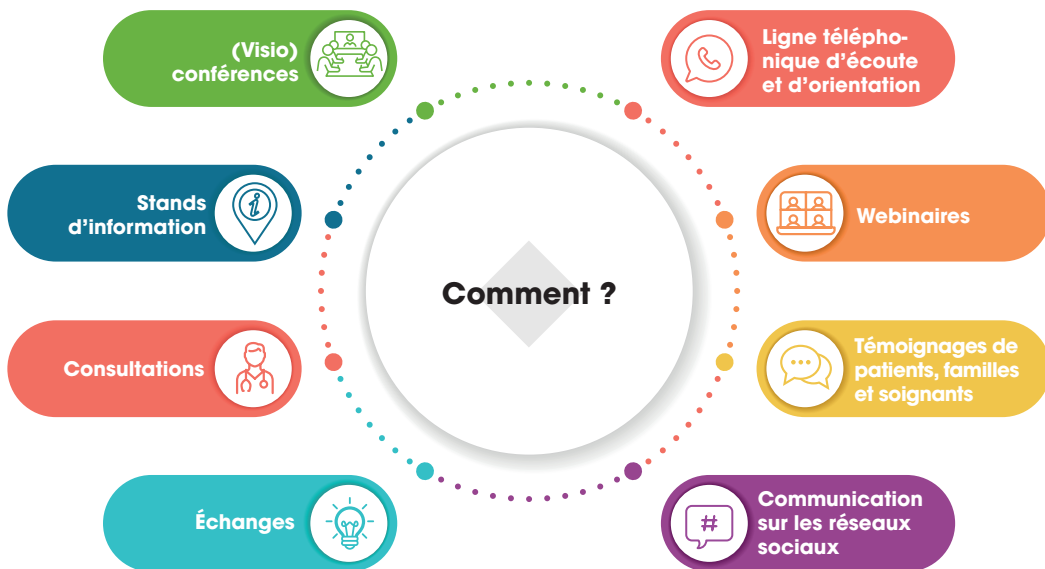 (Visio)
conférences
Ligne télépho-
nique d'écoute
et d'orientation
Stands
d'information
Webinaires
Comment ?
Consultations
Témoignages de
patients, familles
et soignants
Échanges
Communication
sur les réseaux
sociaux
#